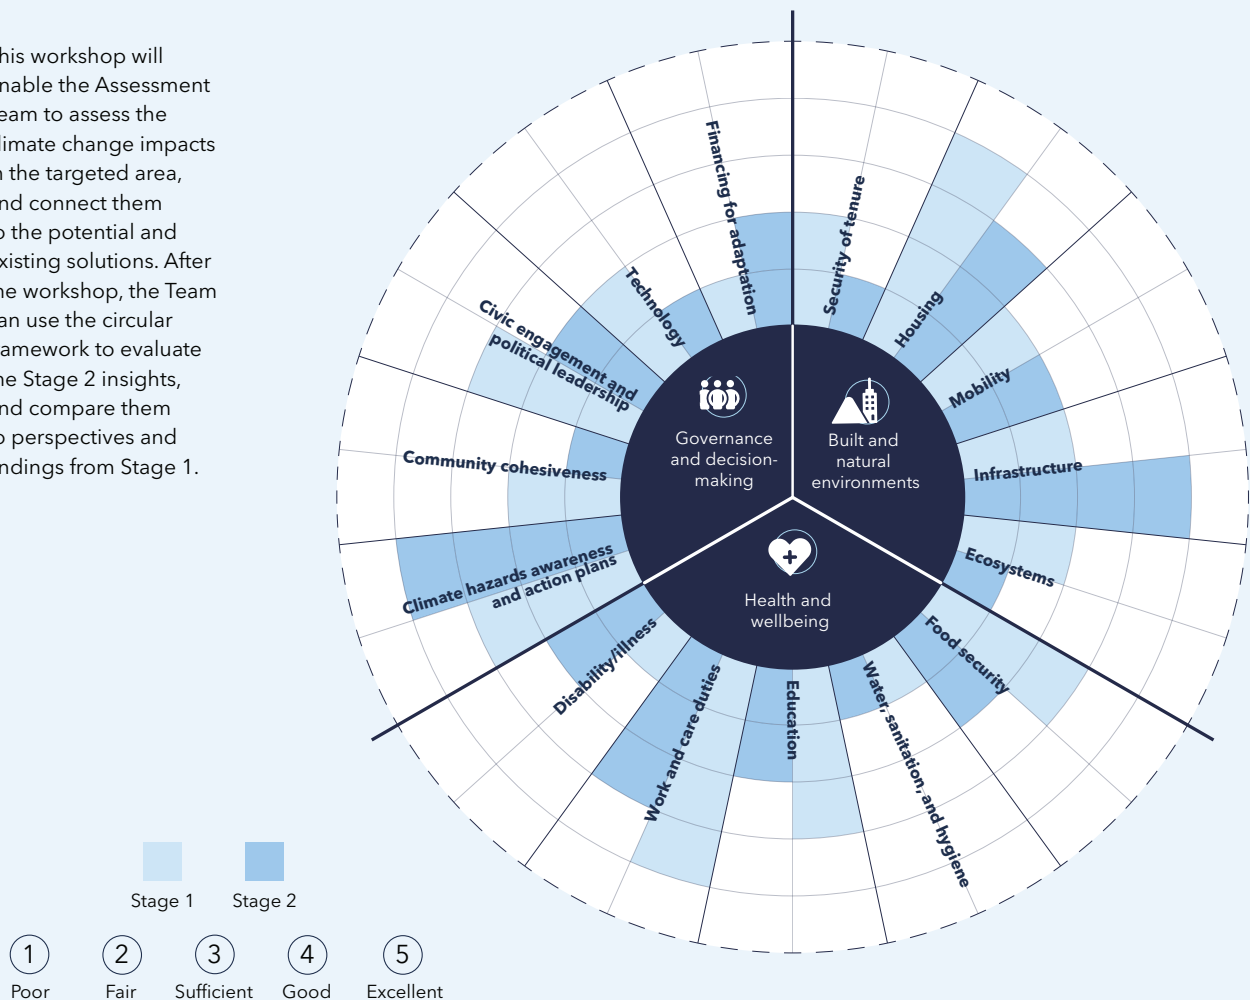 his workshop will
nable the Assessment
eam to assess the
limate change impacts
n the targeted area,
nd connect them
o the potential and
xisting solutions. After
he workshop, the Team
an use the circular
ramework to evaluate
he Stage 2 insights,
nd compare them
o perspectives and
ndings from Stage 1.
Financing for adaptation
Security of tenure
Technology
Housing
Civic engagement and
political leadership
Mobility
Community cohesiveness
Infrastructure
Climate hazards awareness
and action plans
Ecosystems
Disability/illness
Food security
Work and care duties
Education
Water, sanitation, and hygiene
Governance
and decision-
making
Built and
natural
environments
Health and
wellbeing
Stage 1
Stage 2
1
2
3
4
5
Poor
Fair
Sufficient
Good
Excellent